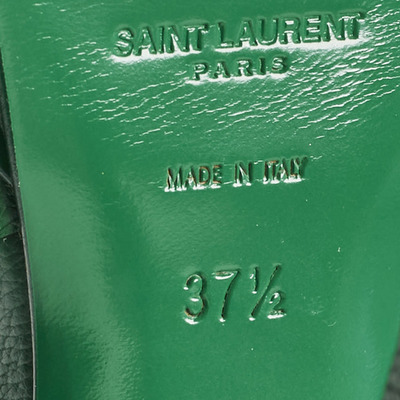 SAINT LAURENT
PARIS
MADE IN ITALY
37½